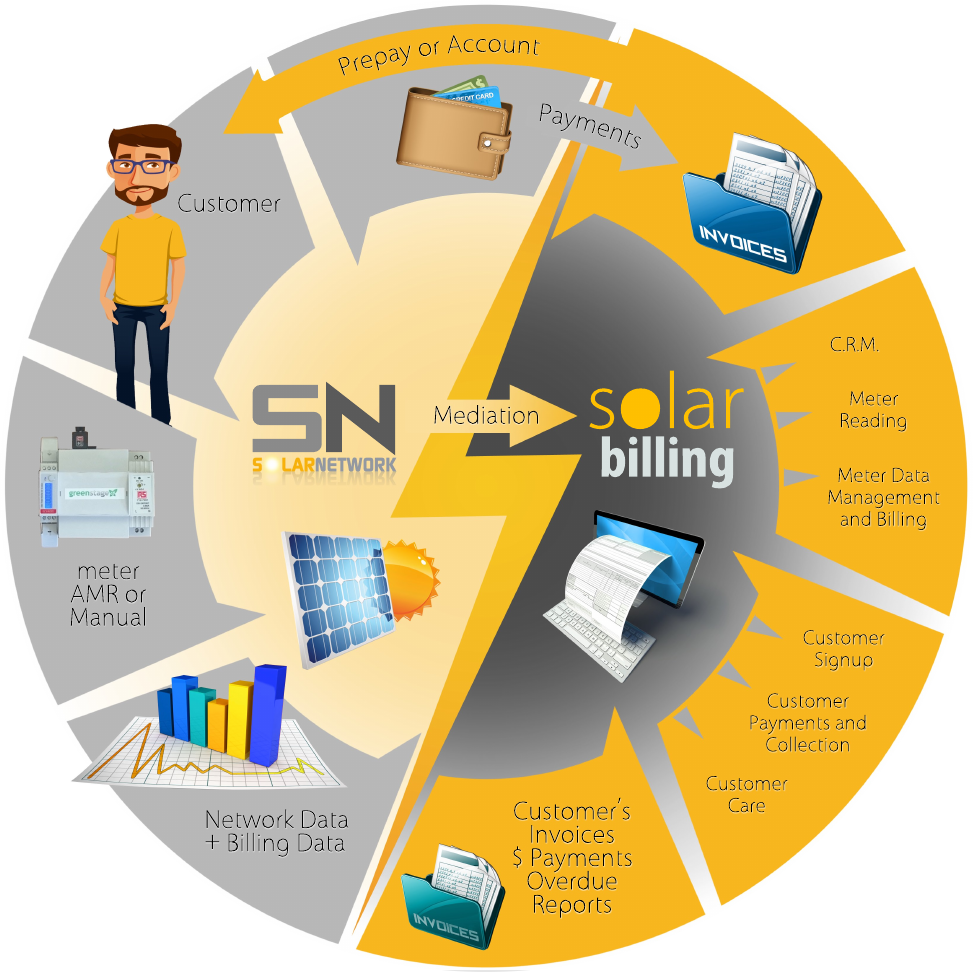 Prepay or Account
CREDIT CARD
Payments
INVOICES
Customer
C.R.M.
Meter
Reading
Meter Data
Management
and Billing
SN
SOLARNETWORK
Mediation
solar
billing
greenstage
meter
AMR or
Manual
Customer
Signup
Customer
Payments and
Collection
Customer
Care
Network Data
+ Billing Data
Customer's
Invoices
$ Payments
Overdue
Reports
INVOICES